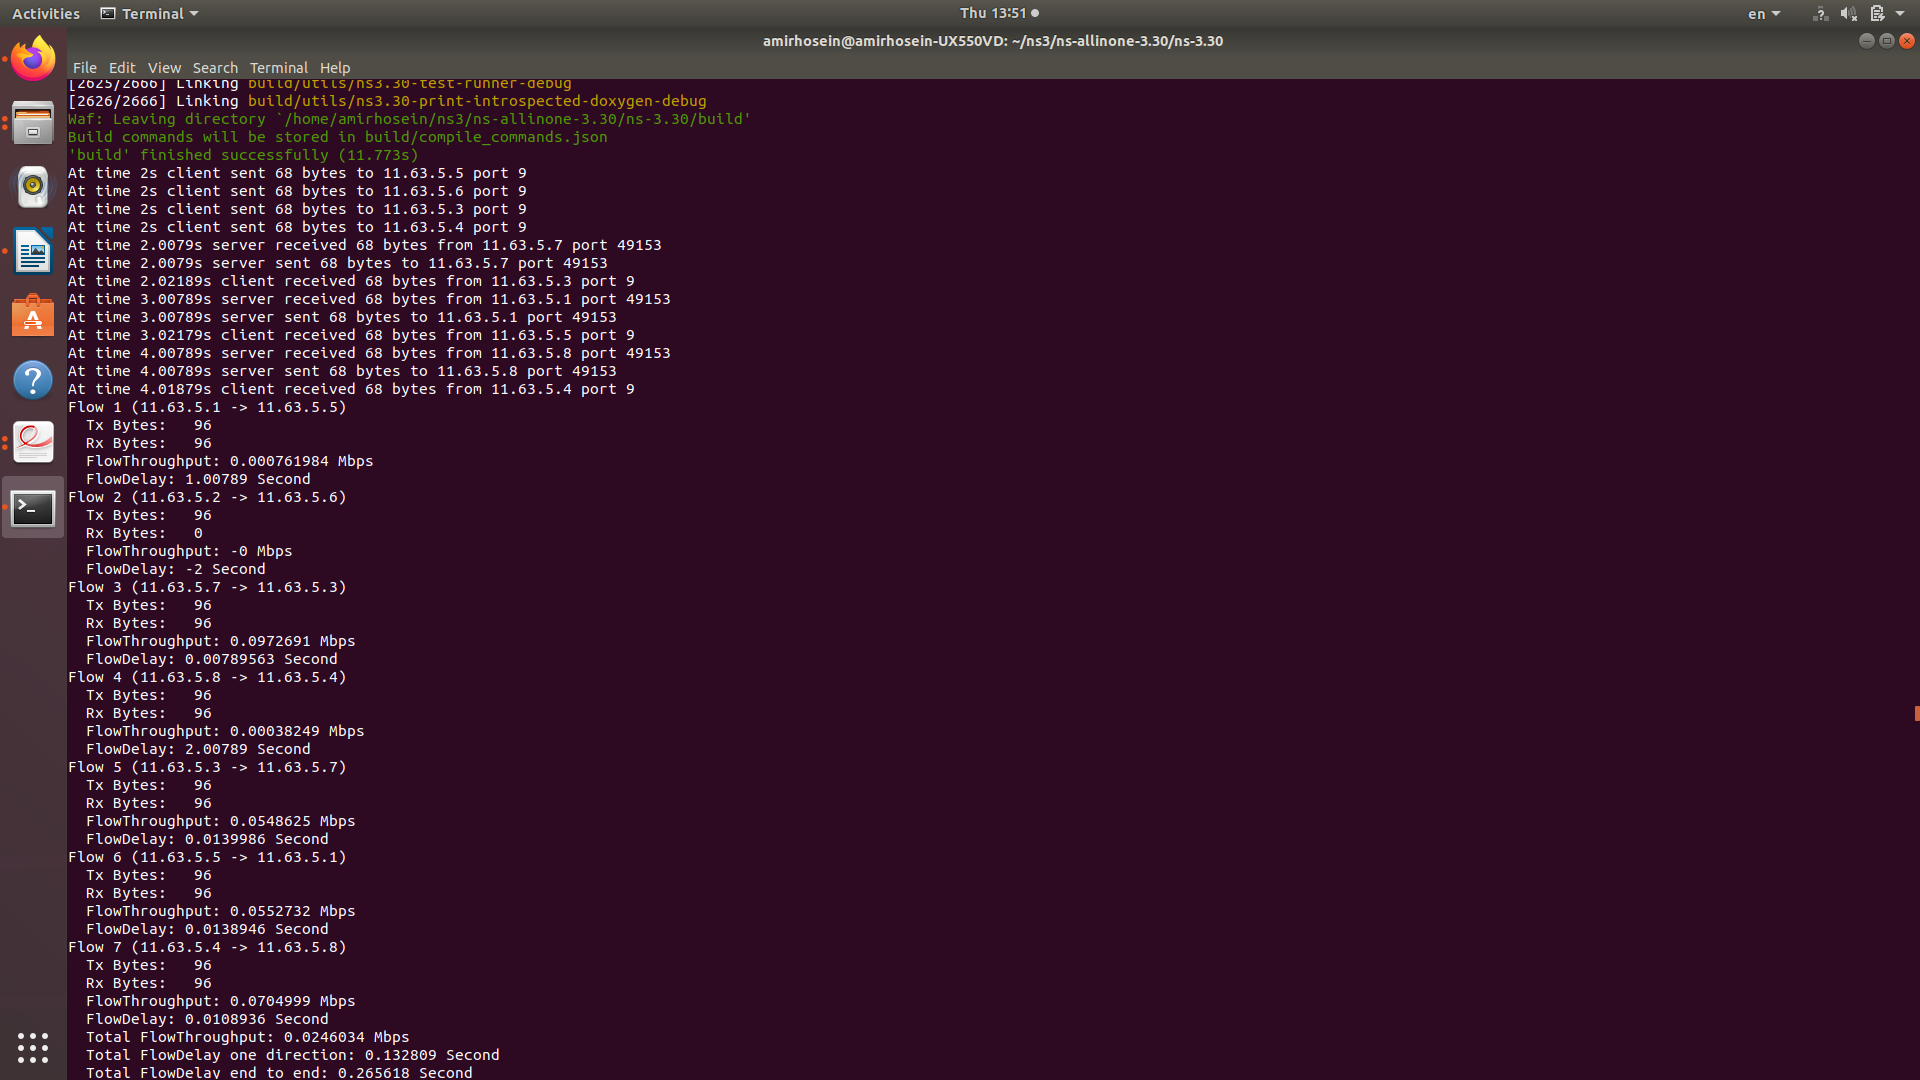 Activities Terminal Thu 13:51 en
amirhosein@amirhosein-UX550VD: ~/ns3/ns-allinone-3.30/ns-3.30
File Edit View Search Terminal Help
[2625/2666] Linking build/utils/ns3.30-test-runner-debug
[2626/2666] Linking build/utils/ns3.30-print-introspected-doxygen-debug
Waf: Leaving directory `/home/amirhosein/ns3/ns-allinone-3.30/ns-3.30/build'
Build commands will be stored in build/compile_commands.json
'build' finished successfully (11.773s)
At time 2s client sent 68 bytes to 11.63.5.5 port 9
At time 2s client sent 68 bytes to 11.63.5.6 port 9
At time 2s client sent 68 bytes to 11.63.5.3 port 9
At time 2s client sent 68 bytes to 11.63.5.4 port 9
At time 2.0079s server received 68 bytes from 11.63.5.7 port 49153
At time 2.0079s server sent 68 bytes to 11.63.5.7 port 49153
At time 2.02189s client received 68 bytes from 11.63.5.3 port 9
At time 3.00789s server received 68 bytes from 11.63.5.1 port 49153
At time 3.00789s server sent 68 bytes to 11.63.5.1 port 49153
At time 3.02179s client received 68 bytes from 11.63.5.5 port 9
At time 4.00789s server received 68 bytes from 11.63.5.8 port 49153
At time 4.00789s server sent 68 bytes to 11.63.5.8 port 49153
At time 4.01879s client received 68 bytes from 11.63.5.4 port 9
Flow 1 (11.63.5.1 -> 11.63.5.5)
Tx Bytes: 96
Rx Bytes: 96
FlowThroughput: 0.000761984 Mbps
FlowDelay: 1.00789 Second
Flow 2 (11.63.5.2 -> 11.63.5.6)
Tx Bytes: 96
Rx Bytes: 0
FlowThroughput: -0 Mbps
FlowDelay: -2 Second
Flow 3 (11.63.5.7 -> 11.63.5.3)
Tx Bytes: 96
Rx Bytes: 96
FlowThroughput: 0.0972691 Mbps
FlowDelay: 0.00789563 Second
Flow 4 (11.63.5.8 -> 11.63.5.4)
Tx Bytes: 96
Rx Bytes: 96
FlowThroughput: 0.00038249 Mbps
FlowDelay: 2.00789 Second
Flow 5 (11.63.5.3 -> 11.63.5.7)
Tx Bytes: 96
Rx Bytes: 96
FlowThroughput: 0.0548625 Mbps
FlowDelay: 0.0139986 Second
Flow 6 (11.63.5.5 -> 11.63.5.1)
Tx Bytes: 96
Rx Bytes: 96
FlowThroughput: 0.0552732 Mbps
FlowDelay: 0.0138946 Second
Flow 7 (11.63.5.4 -> 11.63.5.8)
Tx Bytes: 96
Rx Bytes: 96
FlowThroughput: 0.0704999 Mbps
FlowDelay: 0.0108936 Second
Total FlowThroughput: 0.0246034 Mbps
Total FlowDelay one direction: 0.132809 Second
Total FlowDelay end to end: 0.265618 Second